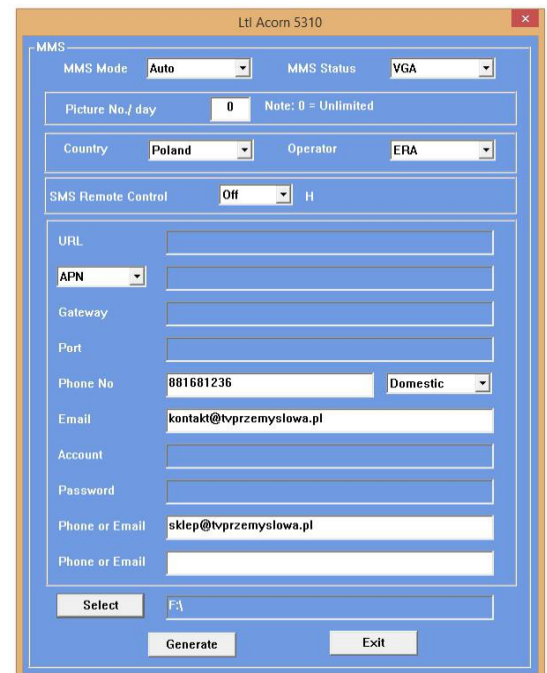 Ltl Acorn 5310
MMS
MMS Mode Auto MMS Status VGA
Picture No./ day 0 Note: 0 = Unlimited
Country Poland Operator ERA
SMS Remote Control Off H
URL
APN
Gateway
Port
Phone No 881681236 Domestic
Email kontakt@tvprzemyslowa.pl
Account
Password
Phone or Email sklep@tvprzemyslowa.pl
Phone or Email
Select F:\
Generate Exit